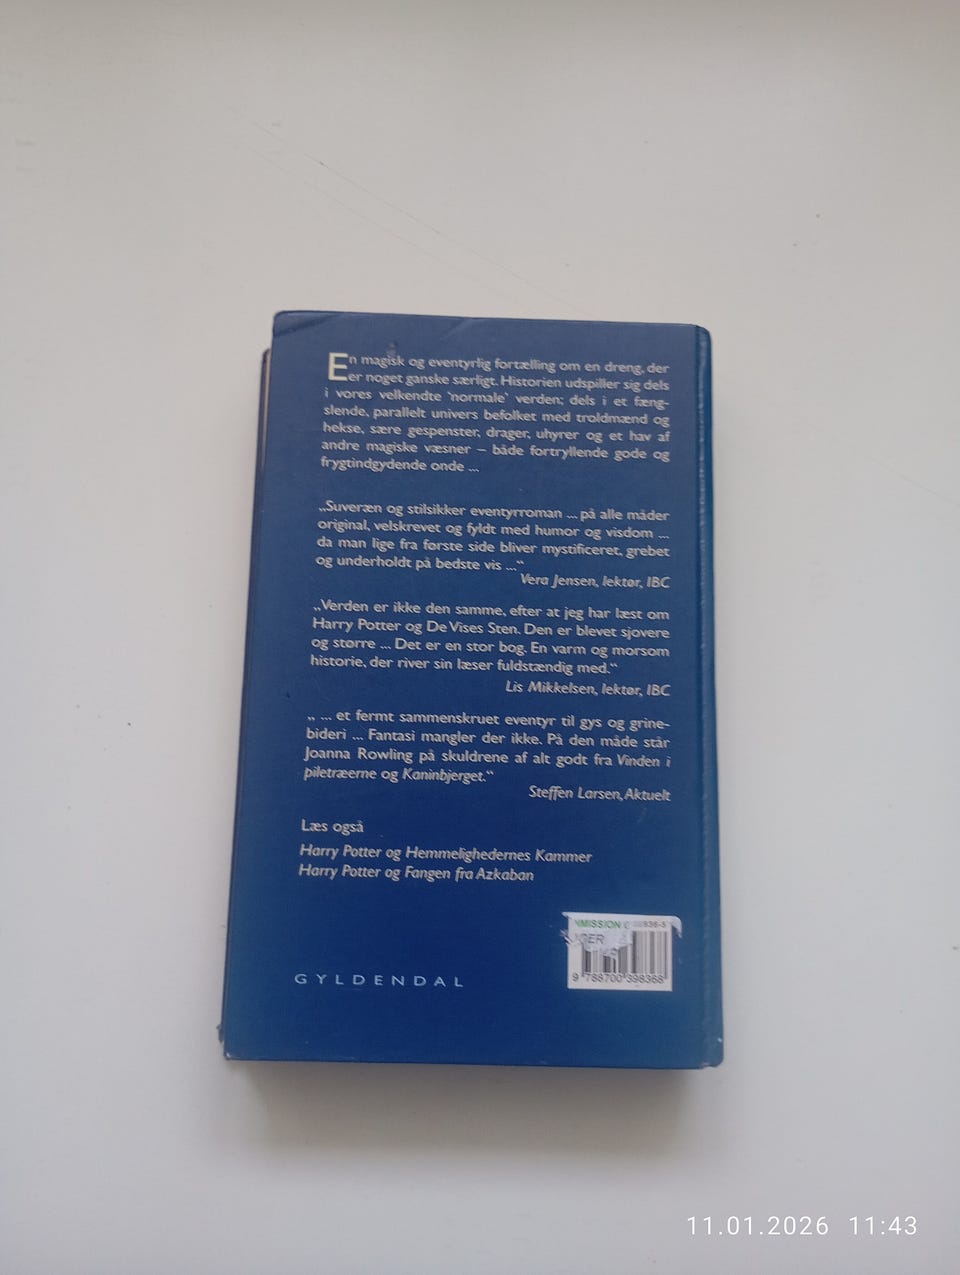 En magisk og eventyrlig fortælling om en dreng, der
er noget ganske særligt. Historien udspiller sig dels
i vores velkendte 'normale' verden; dels i et fæng-
slende, parallelt univers befolket med troldmænd og
hekse, sære gespenster, drager, uhyrer og et hav af
andre magiske væsner – både fortryllende gode og
frygtindgydende onde ...
„Suveræn og stilsikker eventyrroman ... på alle måder
original, velskrevet og fyldt med humor og visdom ...
da man lige fra første side bliver mystificeret, grebet
og underholdt på bedste vis ...“
Vera Jensen, lektør, IBC
„Verden er ikke den samme, efter at jeg har læst om
Harry Potter og De Vises Sten. Den er blevet sjovere
og større ... Det er en stor bog. En varm og morsom
historie, der river sin læser fuldstændig med.“
Lis Mikkelsen, lektør, IBC
„ ... et fermt sammenskruet eventyr til gys og grine-
bideri ... Fantasi mangler der ikke. På den måde står
Joanna Rowling på skuldrene af alt godt fra Vinden i
piletræerne og Kaninbjerget.“
Steffen Larsen, Aktuelt
Læs også
Harry Potter og Hemmelighedernes Kammer
Harry Potter og Fangen fra Azkaban
GYLDENDAL
9 788700 398368
11.01.2026 11:43